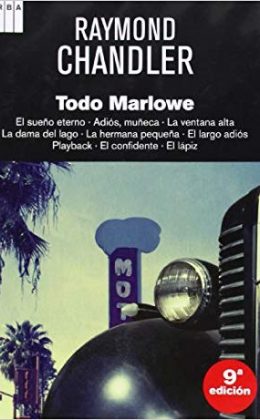 RBA
RAYMOND
CHANDLER
Todo Marlowe
El sueño eterno · Adiós, muñeca · La ventana alta
La dama del lago · La hermana pequeña · El largo adiós
Playback · El confidente · El lápiz
MOT
9ª
edición